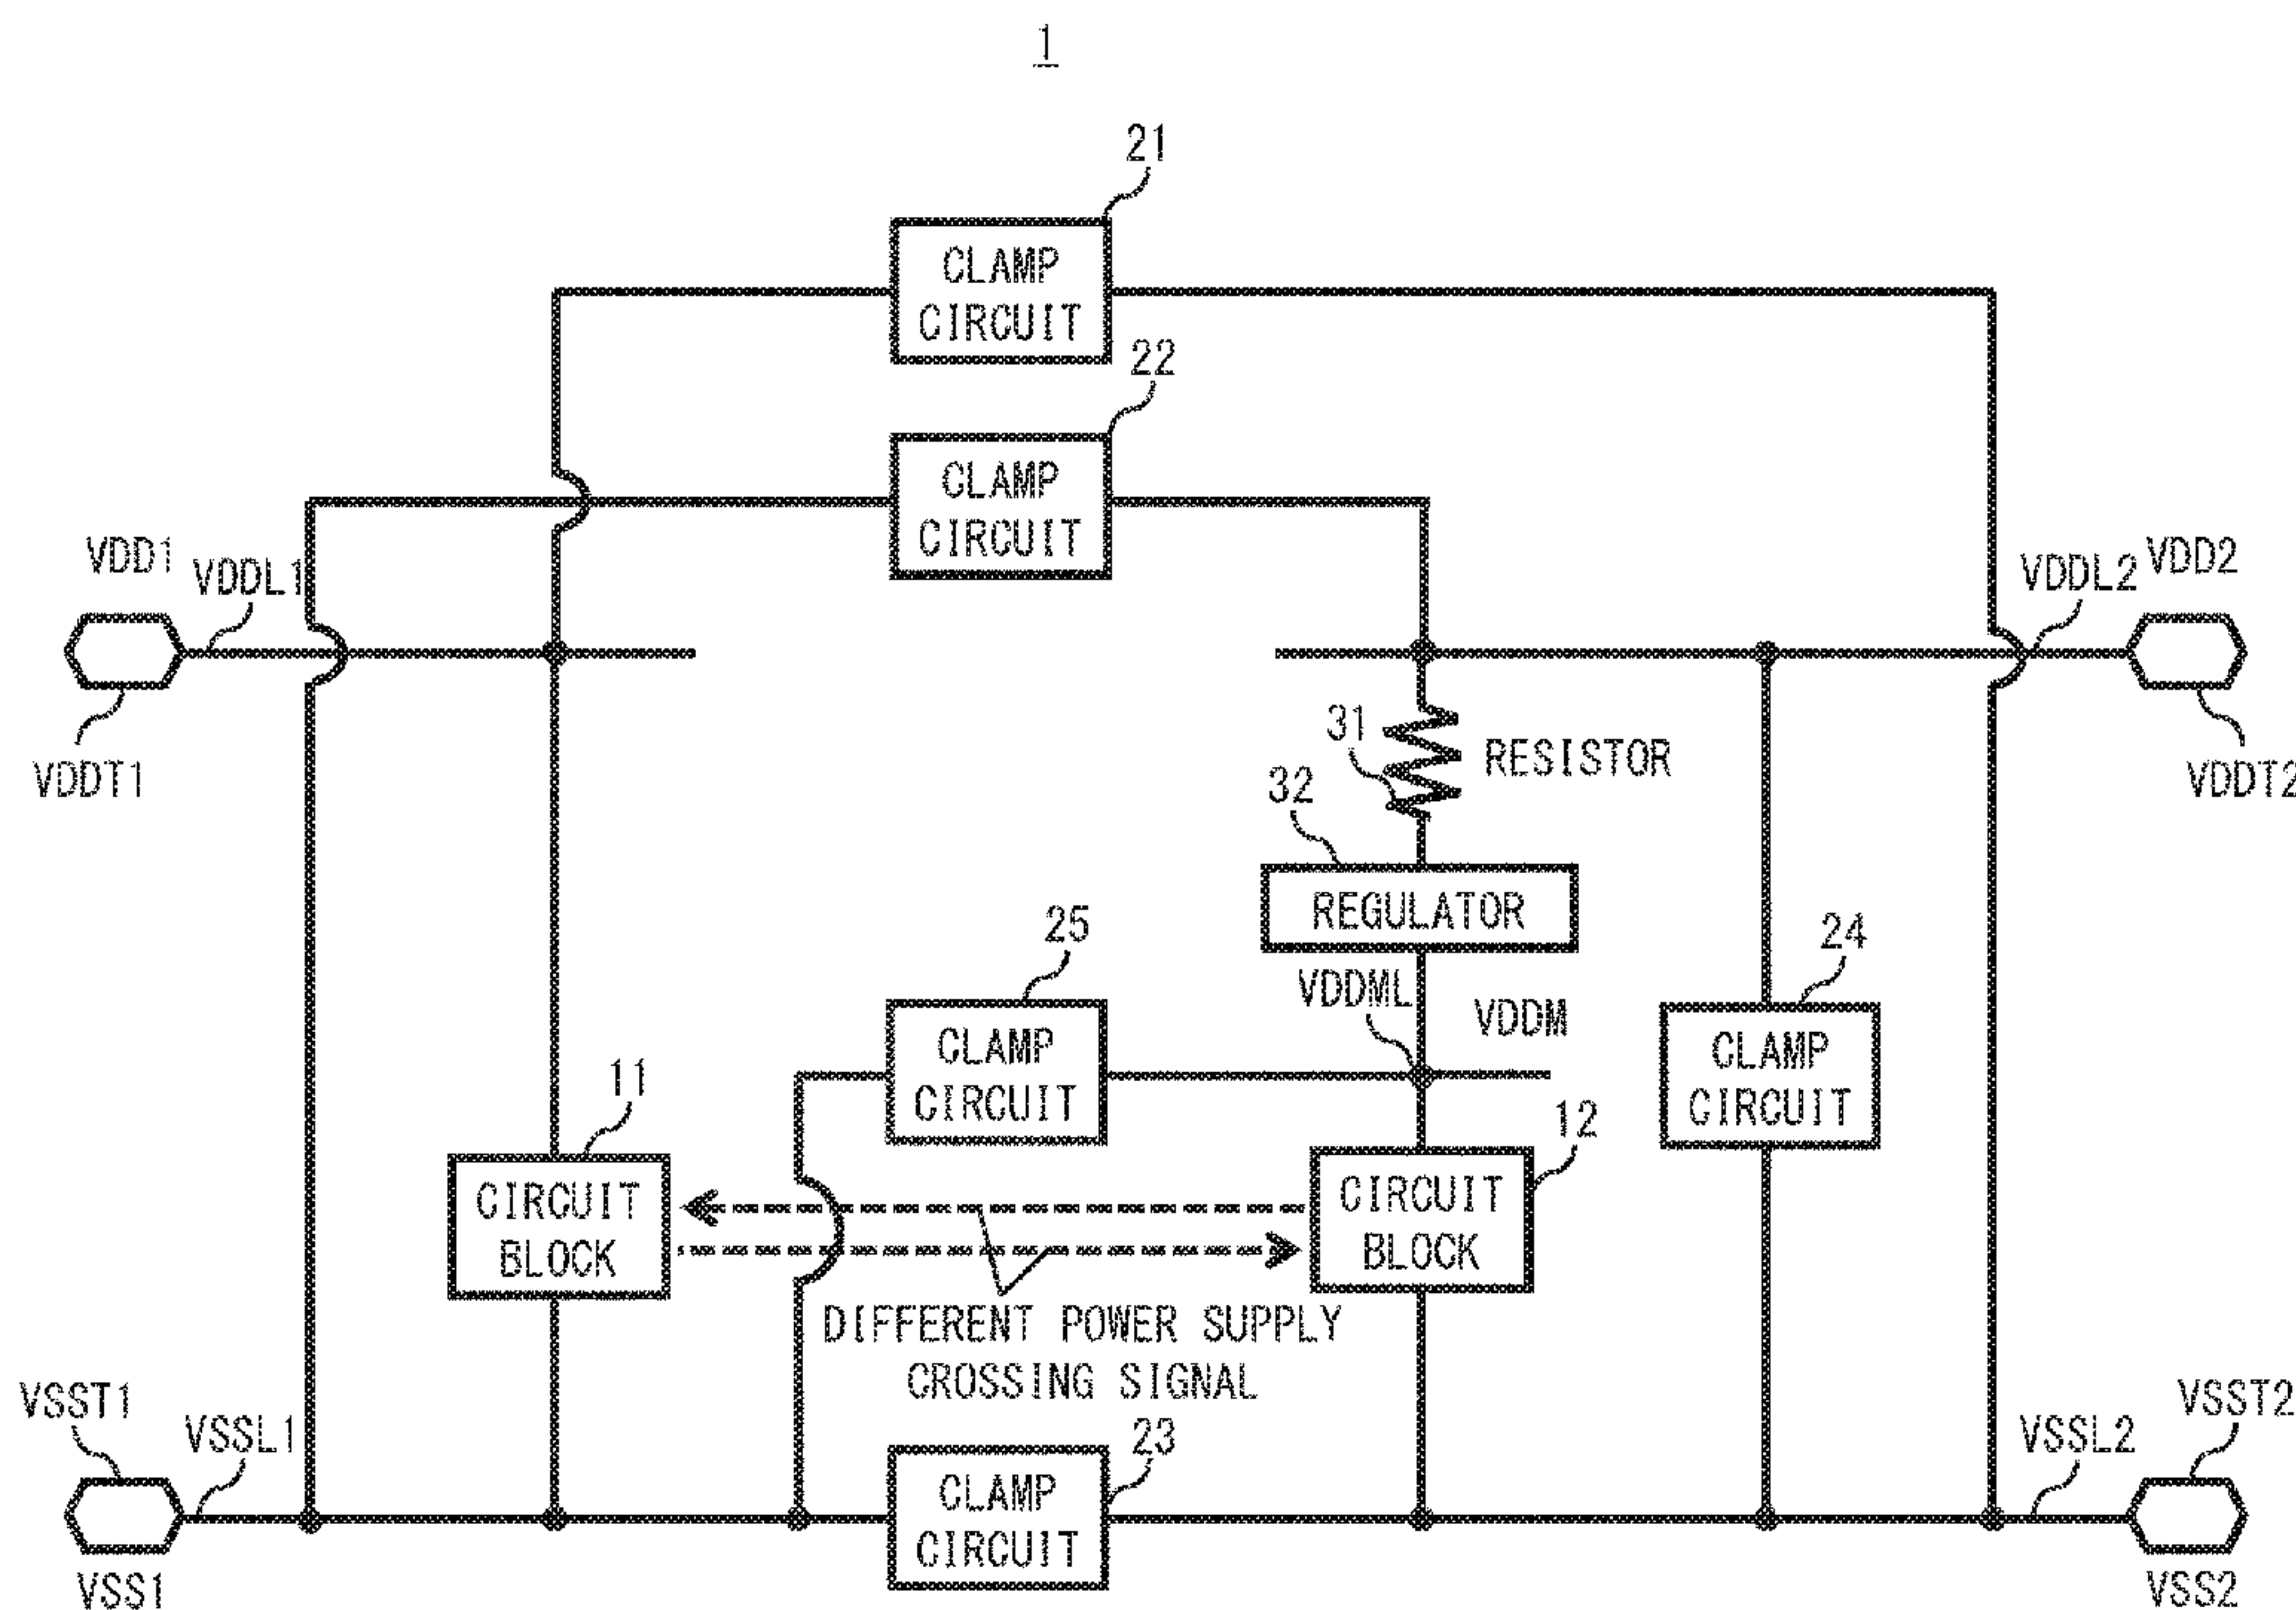 1
21
CLAMP
CIRCUIT
22
CLAMP
CIRCUIT
VDD1
VDDL1
VDDT1
VDDL2
VDD2
VDDT2
31
RESISTOR
32
REGULATOR
25
CLAMP
CIRCUIT
VDDML
VDDM
24
CLAMP
CIRCUIT
11
CIRCUIT
BLOCK
12
CIRCUIT
BLOCK
DIFFERENT POWER SUPPLY
CROSSING SIGNAL
VSST1
VSSL1
VSS1
23
CLAMP
CIRCUIT
VSSL2
VSST2
VSS2